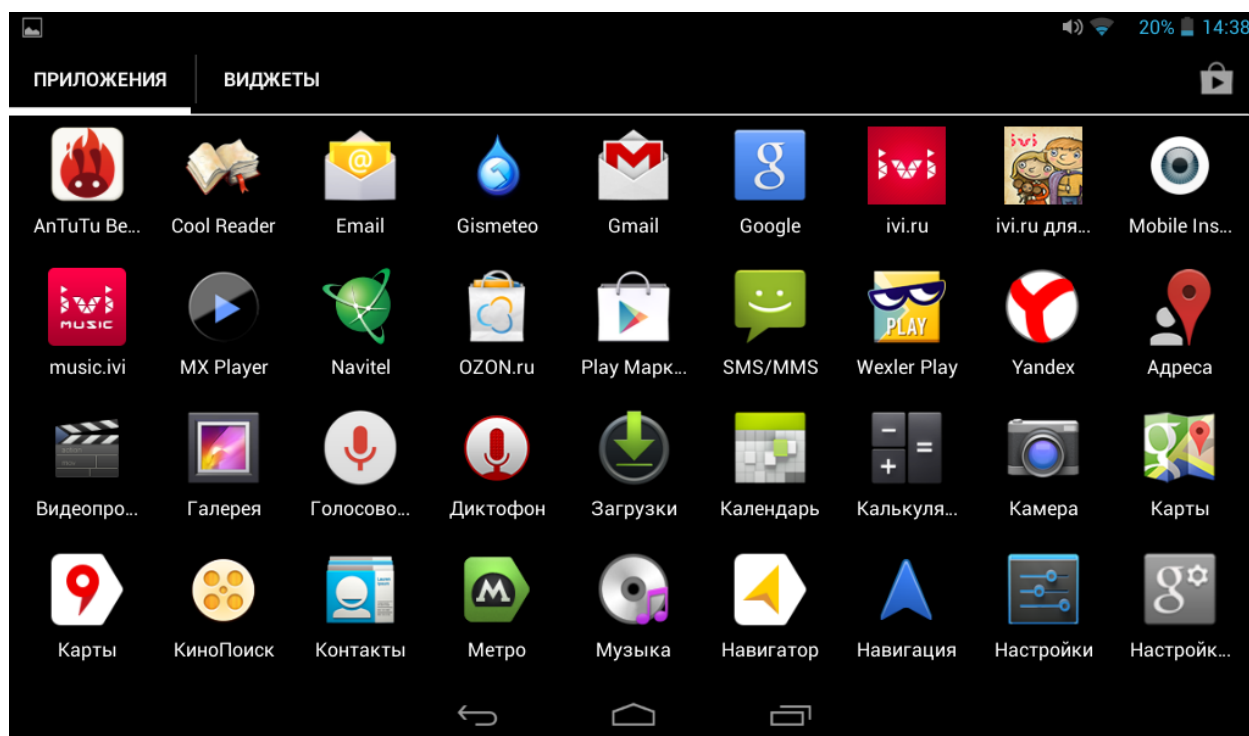 20% 14:38
ПРИЛОЖЕНИЯ ВИДЖЕТЫ
AnTuTu Be... Cool Reader Email Gismeteo Gmail Google ivi.ru ivi.ru для... Mobile Ins...
MUSIC
PLAY
music.ivi MX Player Navitel OZON.ru Play Марк... SMS/MMS Wexler Play Yandex Адреса
Видеопро... Галерея Голосово... Диктофон Загрузки Календарь Калькуля... Камера Карты
Карты КиноПоиск Контакты Метро Музыка Навигатор Навигация Настройки Настройк...